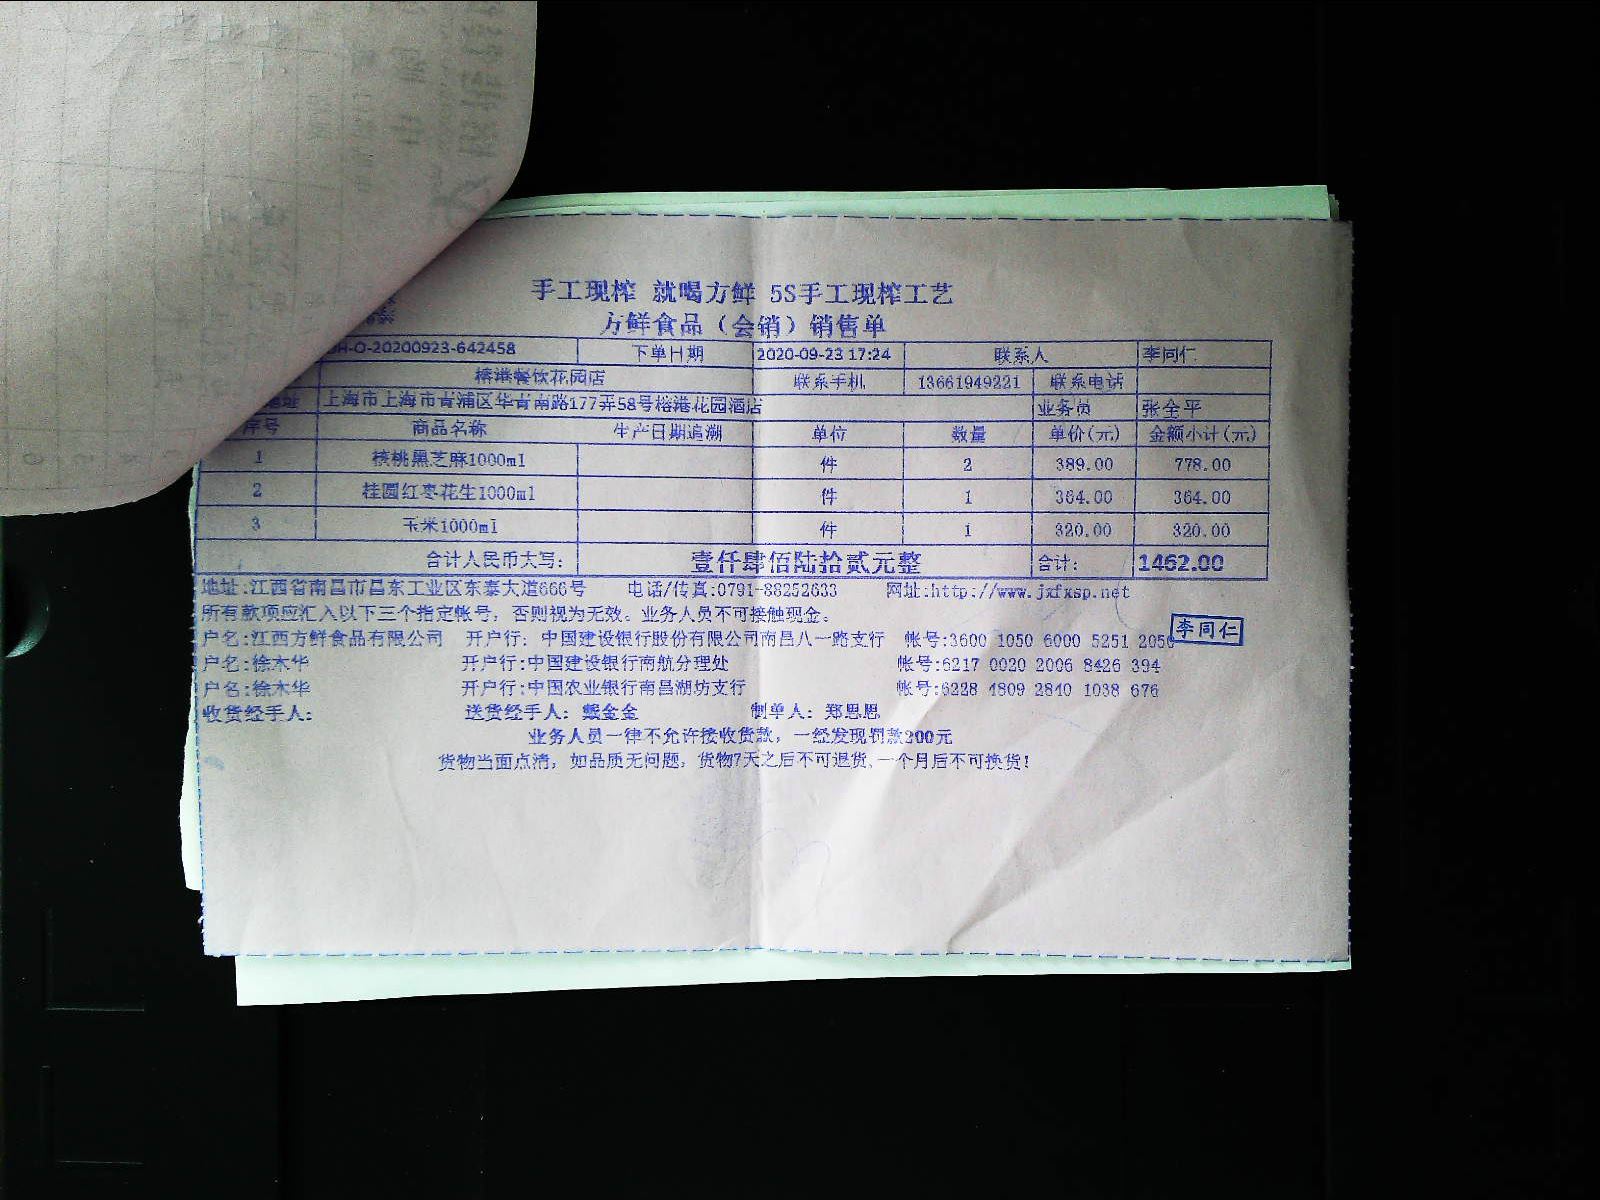 手工现榨 就喝方鲜 5S手工现榨工艺
方鲜食品（会销）销售单
DH-O-20200923-642458 下单日期 2020-09-23 17:24 联系人 李同仁
榕港餐饮花园店 联系手机 13661949221 联系电话
地址 上海市上海市青浦区华青南路177弄58号榕港花园酒店 业务员 张全平
序号 商品名称 生产日期追溯 单位 数量 单价(元) 金额小计(元)
1 核桃黑芝麻1000ml 件 2 389.00 778.00
2 桂圆红枣花生1000ml 件 1 364.00 364.00
3 玉米1000ml 件 1 320.00 320.00
合计人民币大写: 壹仟肆佰陆拾贰元整 合计: 1462.00
地址:江西省南昌市昌东工业区东泰大道666号 电话/传真:0791-88252633 网址:http://www.jxfxsp.net
所有款项应汇入以下三个指定帐号，否则视为无效。业务人员不可接触现金。
户名:江西方鲜食品有限公司 开户行: 中国建设银行股份有限公司南昌八一路支行 帐号:3600 1050 6000 5251 2050
李同仁
户名:徐木华 开户行:中国建设银行南航分理处 帐号:6217 0020 2006 8426 394
户名:徐木华 开户行:中国农业银行南昌湖坊支行 帐号:6228 4809 2840 1038 676
收货经手人: 送货经手人: 戴金金 制单人: 郑思思
业务人员一律不允许接收货款，一经发现罚款200元
货物当面点清，如品质无问题，货物7天之后不可退货,一个月后不可换货!